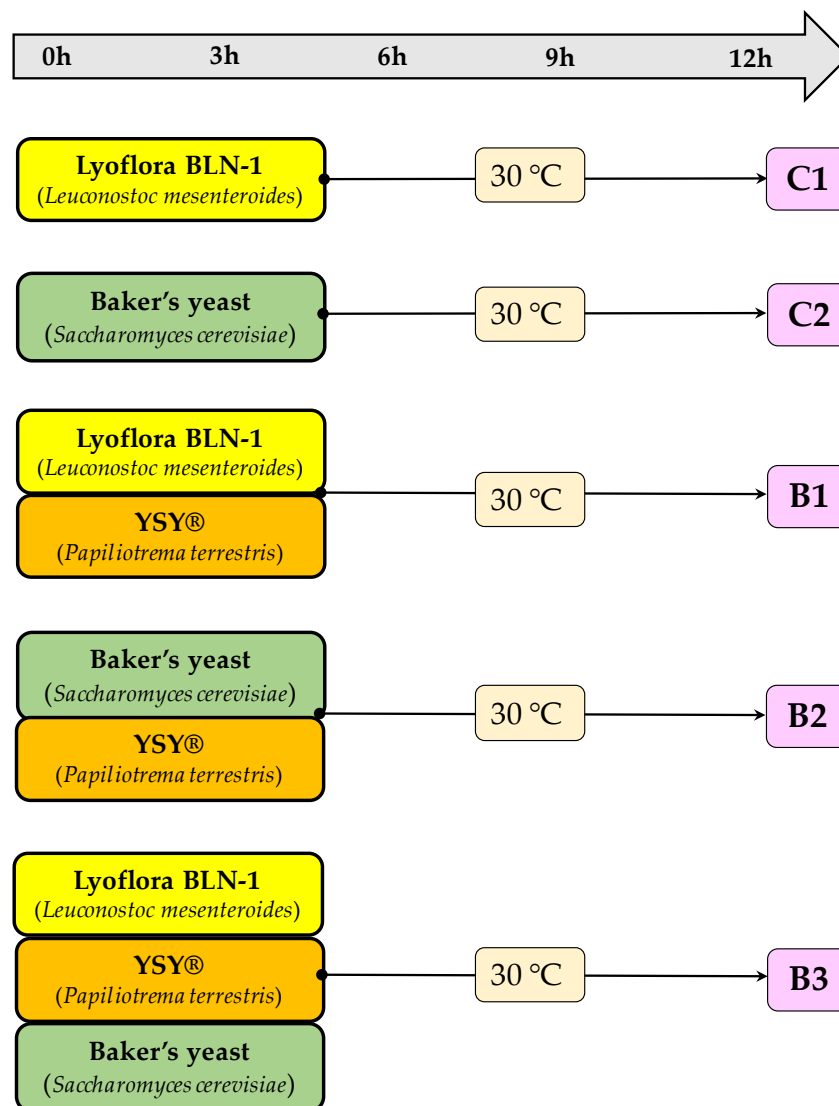 0h 3h 6h 9h 12h
Lyoflora BLN-1
(Leuconostoc mesenteroides)
30 °C
C1
Baker's yeast
(Saccharomyces cerevisiae)
30 °C
C2
Lyoflora BLN-1
(Leuconostoc mesenteroides)
YSY®
(Papiliotrema terrestris)
30 °C
B1
Baker's yeast
(Saccharomyces cerevisiae)
YSY®
(Papiliotrema terrestris)
30 °C
B2
Lyoflora BLN-1
(Leuconostoc mesenteroides)
YSY®
(Papiliotrema terrestris)
Baker's yeast
(Saccharomyces cerevisiae)
30 °C
B3